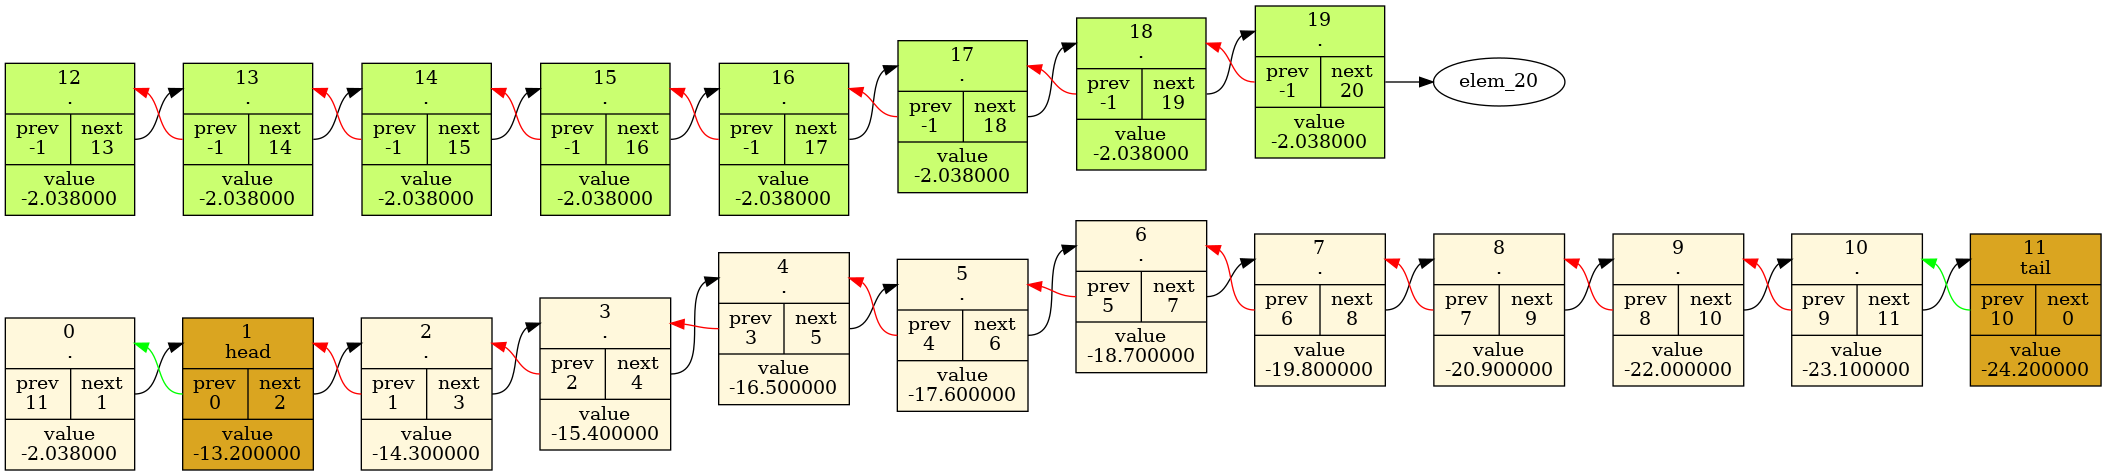 12
.
prev next
-1 13
value
-2.038000
13
.
prev next
-1 14
value
-2.038000
14
.
prev next
-1 15
value
-2.038000
15
.
prev next
-1 16
value
-2.038000
16
.
prev next
-1 17
value
-2.038000
17
.
prev next
-1 18
value
-2.038000
18
.
prev next
-1 19
value
-2.038000
19
.
prev next
-1 20
value
-2.038000
elem_20
0
.
prev next
11 1
value
-2.038000
1
head
prev next
0 2
value
-13.200000
2
.
prev next
1 3
value
-14.300000
3
.
prev next
2 4
value
-15.400000
4
.
prev next
3 5
value
-16.500000
5
.
prev next
4 6
value
-17.600000
6
.
prev next
5 7
value
-18.700000
7
.
prev next
6 8
value
-19.800000
8
.
prev next
7 9
value
-20.900000
9
.
prev next
8 10
value
-22.000000
10
.
prev next
9 11
value
-23.100000
11
tail
prev next
10 0
value
-24.200000